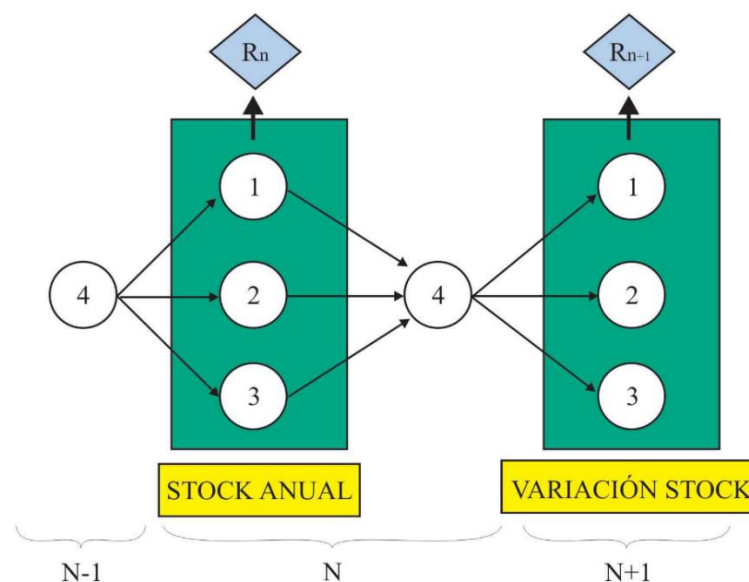 Rn
Rn+1
1
1
4
2
4
2
3
3
STOCK ANUAL
VARIACIÓN STOCK
N-1
N
N+1